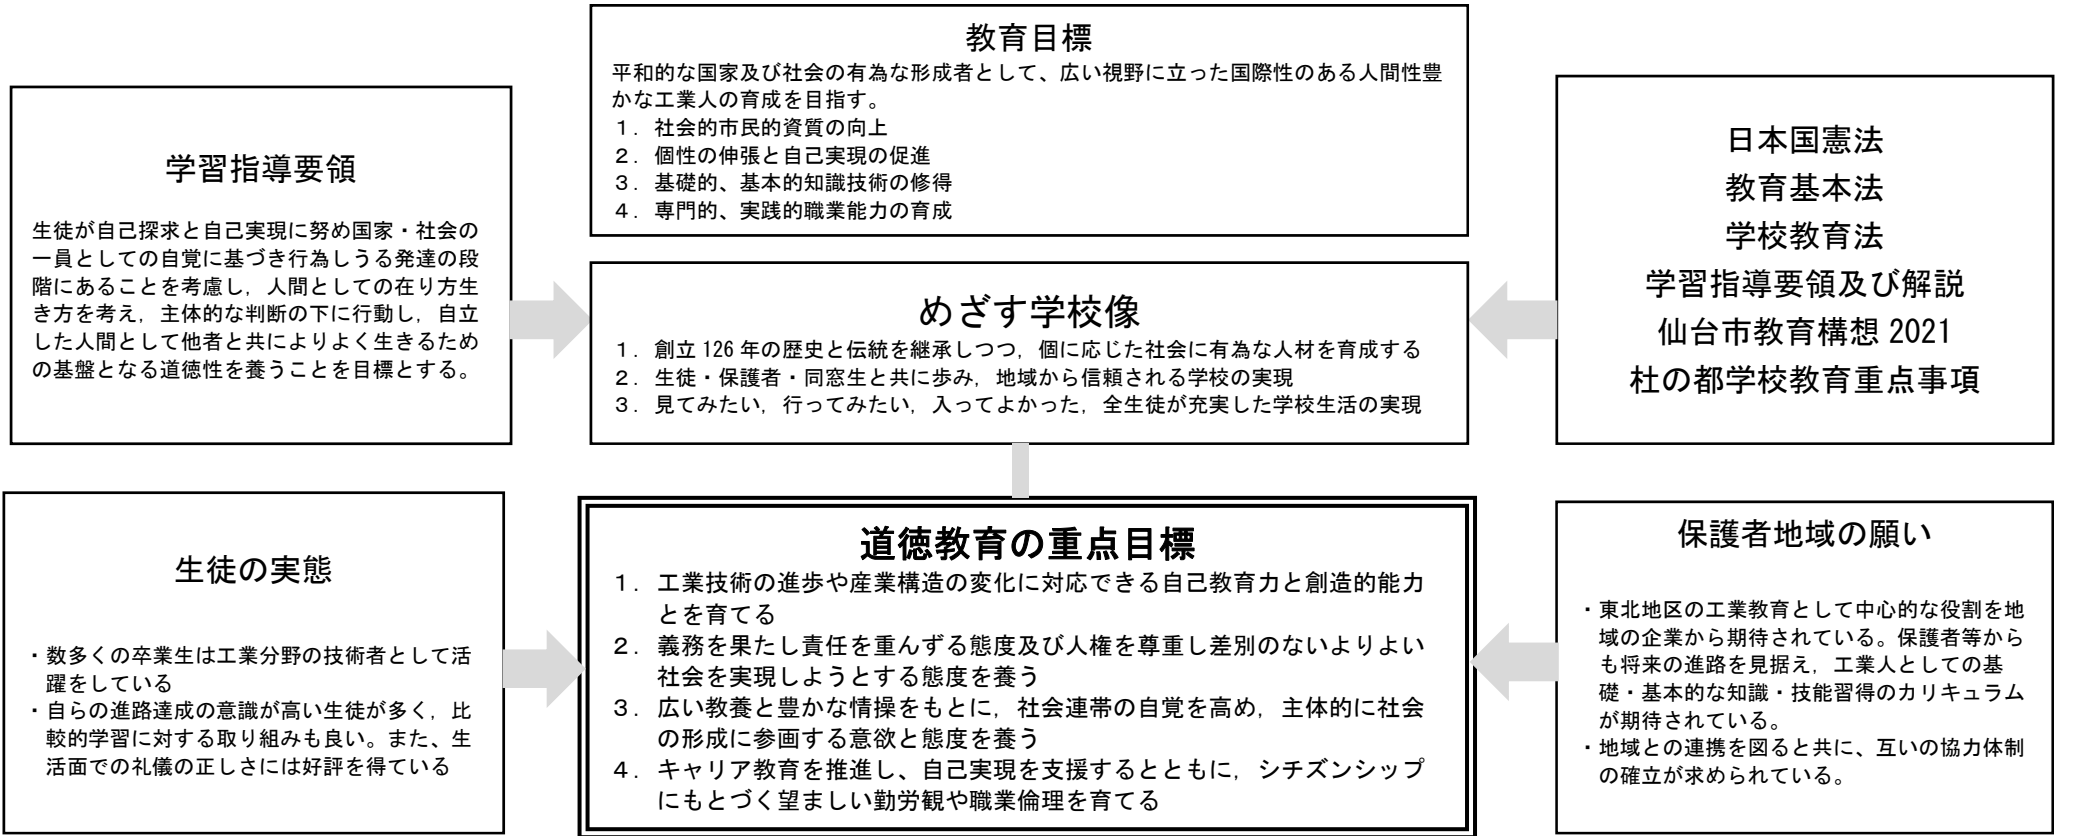 教育目標
平和的な国家及び社会の有為な形成者として、広い視野に立った国際性のある人間性豊
かな工業人の育成を目指す。
１．社会的市民的資質の向上
２．個性の伸張と自己実現の促進
３．基礎的、基本的知識技術の修得
４．専門的、実践的職業能力の育成
学習指導要領
生徒が自己探求と自己実現に努め国家・社会の
一員としての自覚に基づき行為しうる発達の段
階にあることを考慮し，人間としての在り方生
き方を考え，主体的な判断の下に行動し，自立
した人間として他者と共によりよく生きるため
の基盤となる道徳性を養うことを目標とする。
めざす学校像
１．創立 126 年の歴史と伝統を継承しつつ，個に応じた社会に有為な人材を育成する
２．生徒・保護者・同窓生と共に歩み，地域から信頼される学校の実現
３．見てみたい，行ってみたい，入ってよかった，全生徒が充実した学校生活の実現
日本国憲法
教育基本法
学校教育法
学習指導要領及び解説
仙台市教育構想 2021
杜の都学校教育重点事項
生徒の実態
・数多くの卒業生は工業分野の技術者として活
躍をしている
・自らの進路達成の意識が高い生徒が多く，比
較的学習に対する取り組みも良い。また、生
活面での礼儀の正しさには好評を得ている
道徳教育の重点目標
１．工業技術の進歩や産業構造の変化に対応できる自己教育力と創造的能力
とを育てる
２．義務を果たし責任を重んずる態度及び人権を尊重し差別のないよりよい
社会を実現しようとする態度を養う
３．広い教養と豊かな情操をもとに，社会連帯の自覚を高め，主体的に社会
の形成に参画する意欲と態度を養う
４．キャリア教育を推進し、自己実現を支援するとともに，シチズンシップ
にもとづく望ましい勤労観や職業倫理を育てる
保護者地域の願い
・東北地区の工業教育として中心的な役割を地
域の企業から期待されている。保護者等から
も将来の進路を見据え，工業人としての基
礎・基本的な知識・技能習得のカリキュラム
が期待されている。
・地域との連携を図ると共に、互いの協力体制
の確立が求められている。